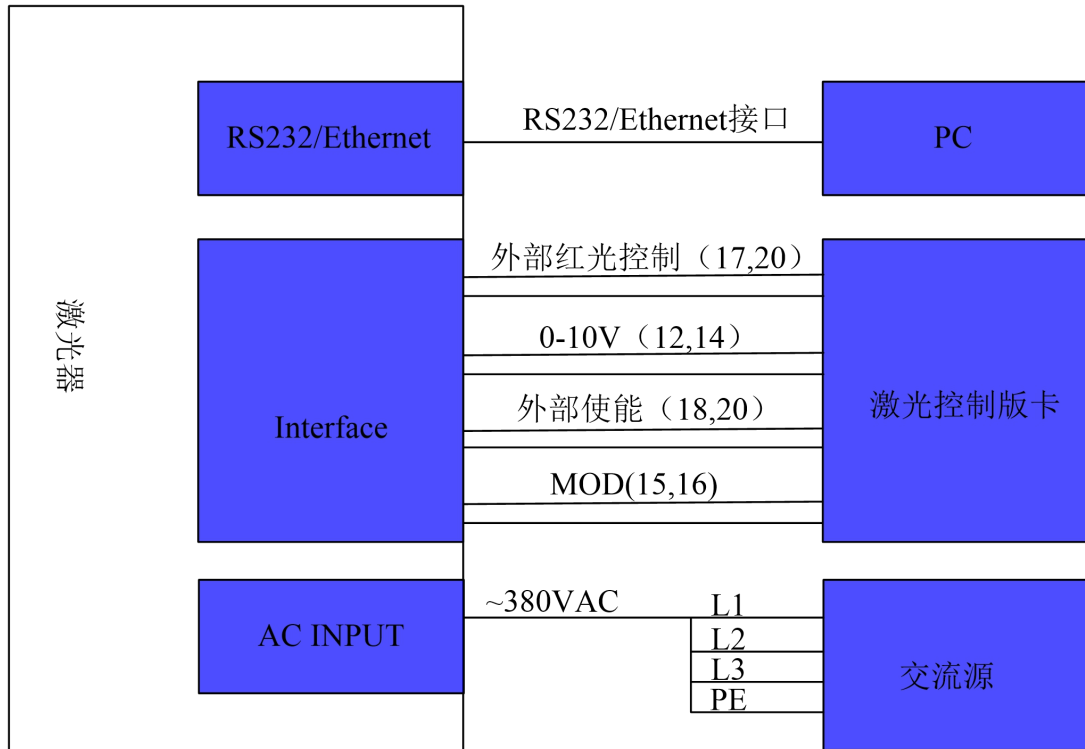 RS232/Ethernet
RS232/Ethernet接口
PC
激光器
Interface
外部红光控制（17,20）
0-10V（12,14）
外部使能（18,20）
MOD(15,16)
激光控制版卡
AC INPUT
~380VAC
L1
L2
L3
PE
交流源